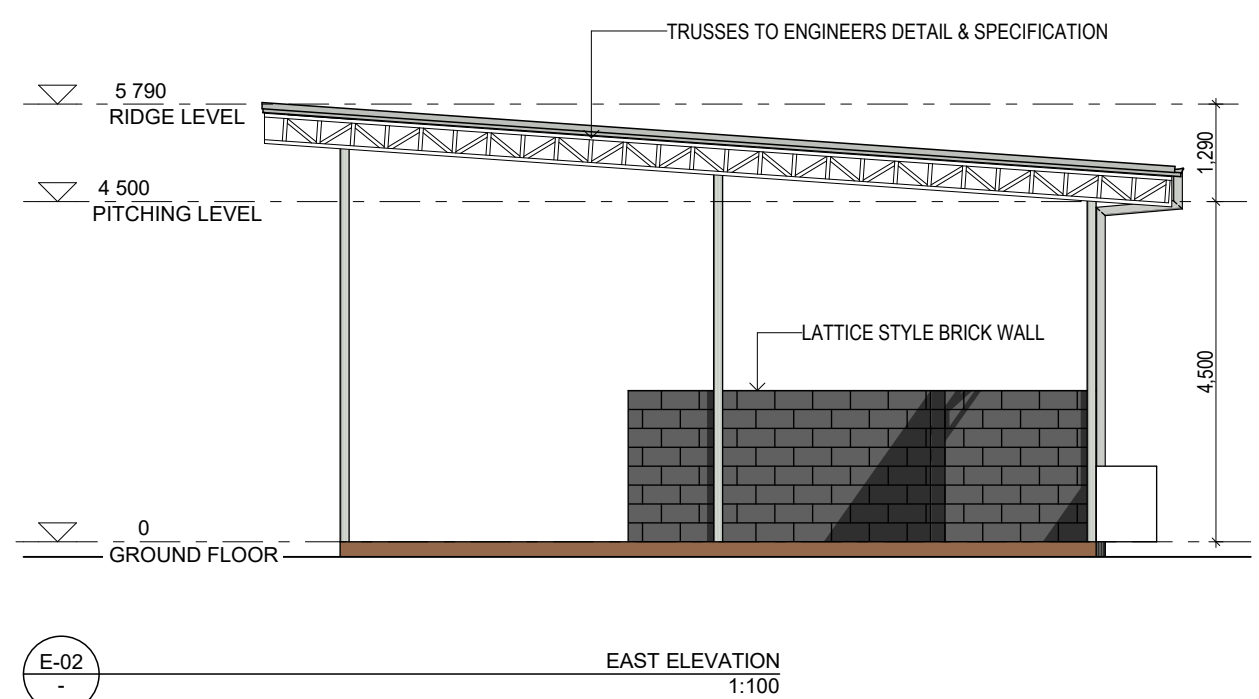 TRUSSES TO ENGINEERS DETAIL & SPECIFICATION
5 790
RIDGE LEVEL
1,290
4 500
PITCHING LEVEL
LATTICE STYLE BRICK WALL
4,500
0
GROUND FLOOR
E-02
-
EAST ELEVATION
1:100